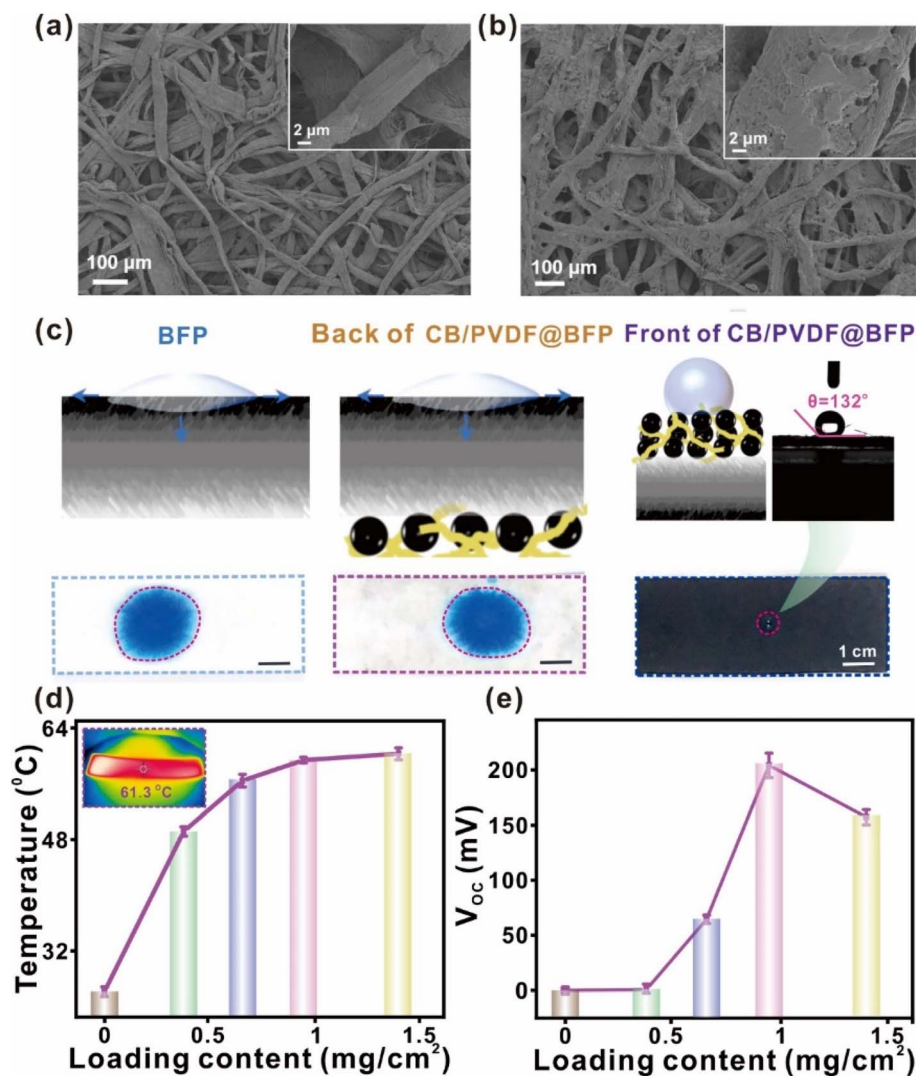 (a)
2 µm
100 µm
(b)
2 µm
100 µm
(c)
BFP
Back of CB/PVDF@BFP
Front of CB/PVDF@BFP
θ=132°
1 cm
(d)
64
48
32
Temperature (⁰C)
61.3 °C
0 0.5 1 1.5
Loading content (mg/cm²)
(e)
200
150
100
50
0
V_OC (mV)
0 0.5 1 1.5
Loading content (mg/cm²)